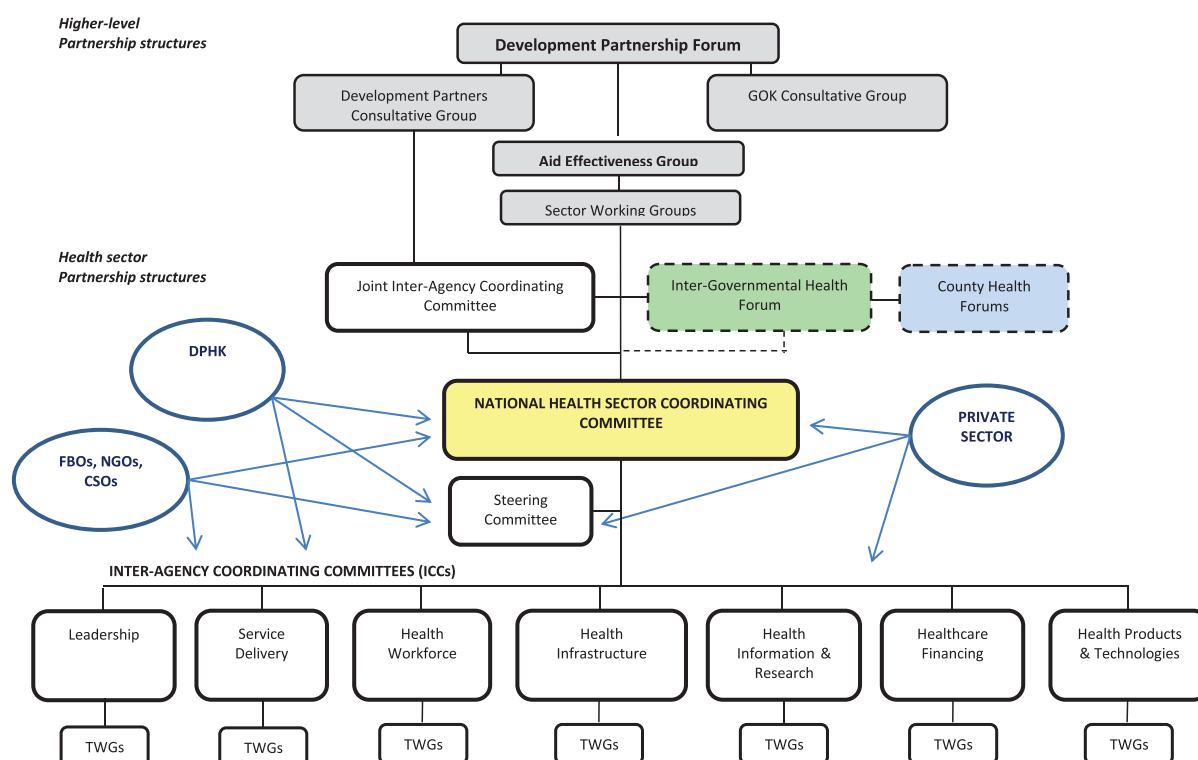 Higher-level
Partnership structures
Development Partnership Forum
Development Partners
Consultative Group
GOK Consultative Group
Aid Effectiveness Group
Sector Working Groups
Health sector
Partnership structures
Joint Inter-Agency Coordinating
Committee
Inter-Governmental Health
Forum
County Health
Forums
DPHK
NATIONAL HEALTH SECTOR COORDINATING
COMMITTEE
PRIVATE
SECTOR
FBOs, NGOs,
CSOs
Steering
Committee
INTER-AGENCY COORDINATING COMMITTEES (ICCs)
Leadership
Service
Delivery
Health
Workforce
Health
Infrastructure
Health
Information &
Research
Healthcare
Financing
Health Products
& Technologies
TWGs
TWGs
TWGs
TWGs
TWGs
TWGs
TWGs